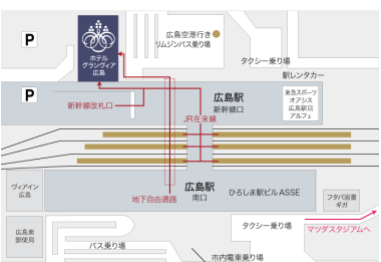 P
広島空港行き
リムジンバス乗り場
タクシー乗り場
ホテル
グランヴィア
広島
駅レンタカー
P
広島駅
新幹線口
東急スポーツ
オアシス
広島駅店
アルフェ
新幹線改札口
JR在来線
ヴィアイン
広島
広島駅
南口
ひろしま駅ビル ASSE
地下自由通路
フタバ図書
ギガ
広島東
郵便局
タクシー乗り場
マツダスタジアムへ
バス乗り場
市内電車乗り場